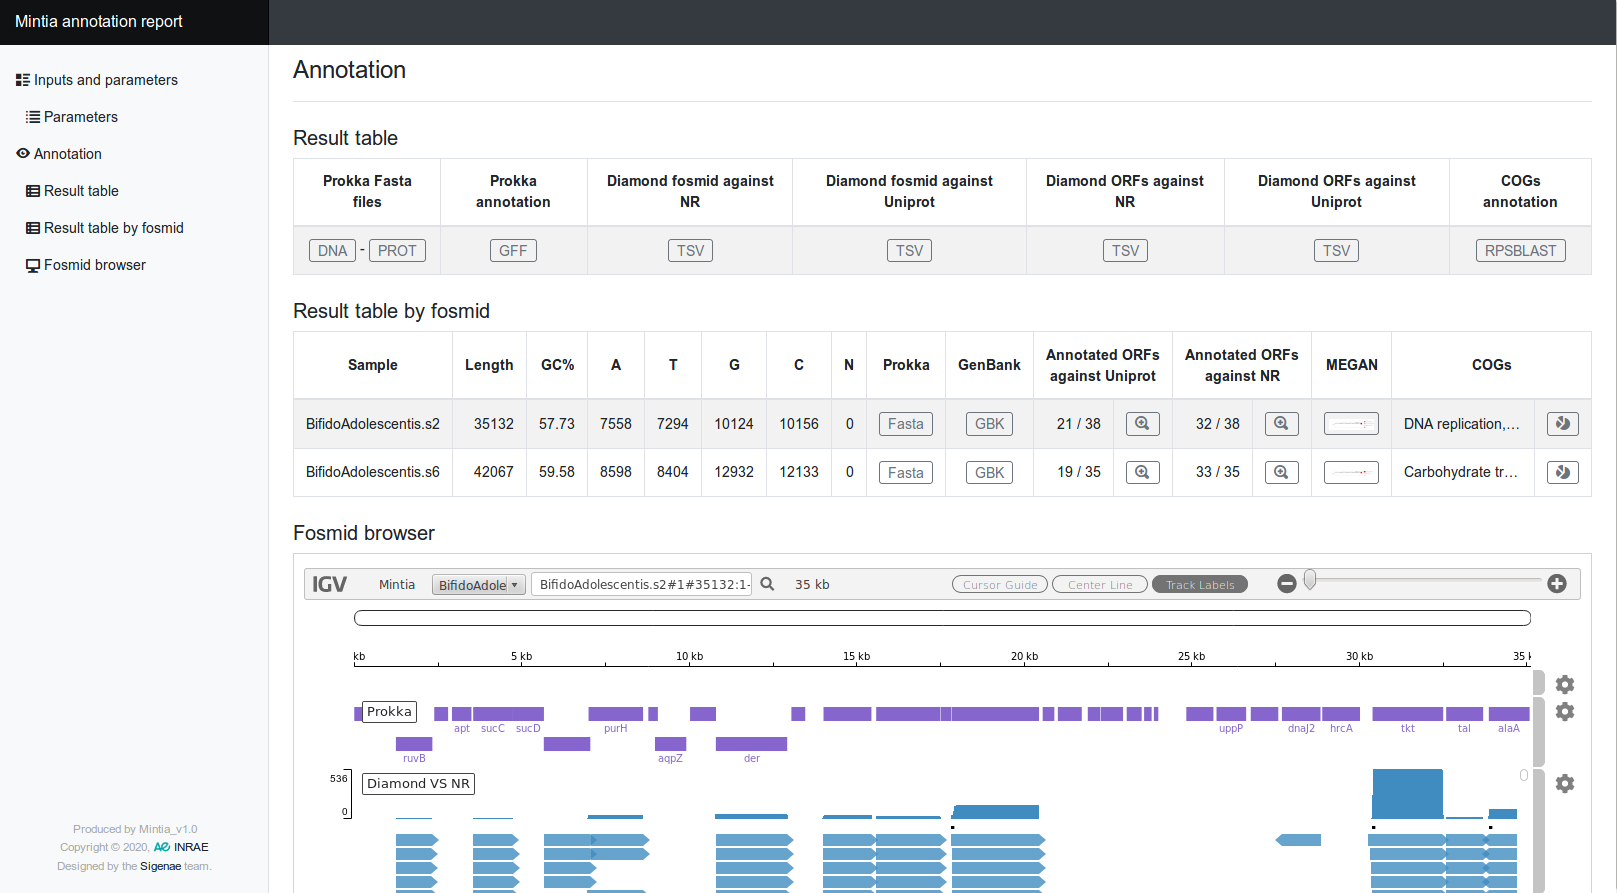 Mintia annotation report
Inputs and parameters
Parameters
Annotation
Result table
Result table by fosmid
Fosmid browser
Produced by Mintia_v1.0
Copyright © 2020, INRAE
Designed by the Sigenae team.
Annotation
Result table
Prokka Fasta files
Prokka annotation
Diamond fosmid against NR
Diamond fosmid against Uniprot
Diamond ORFs against NR
Diamond ORFs against Uniprot
COGs annotation
DNA - PROT GFF TSV TSV TSV TSV RPSBLAST
Result table by fosmid
Sample Length GC% A T G C N Prokka GenBank Annotated ORFs against Uniprot Annotated ORFs against NR MEGAN COGs
BifidoAdolescentis.s2 35132 57.73 7558 7294 10124 10156 0 Fasta GBK 21 / 38 32 / 38 DNA replication,...
BifidoAdolescentis.s6 42067 59.58 8598 8404 12932 12133 0 Fasta GBK 19 / 35 33 / 35 Carbohydrate tr...
Fosmid browser
IGV Mintia BifidoAdole BifidoAdolescentis.s2#1#35132:1- 35 kb Cursor Guide Center Line Track Labels
kb 5 kb 10 kb 15 kb 20 kb 25 kb 30 kb 35 k
Prokka
apt sucC sucD purH uppP dnaJ2 hrcA tkt tal alaA
ruvB aqpZ der
536 Diamond VS NR
0